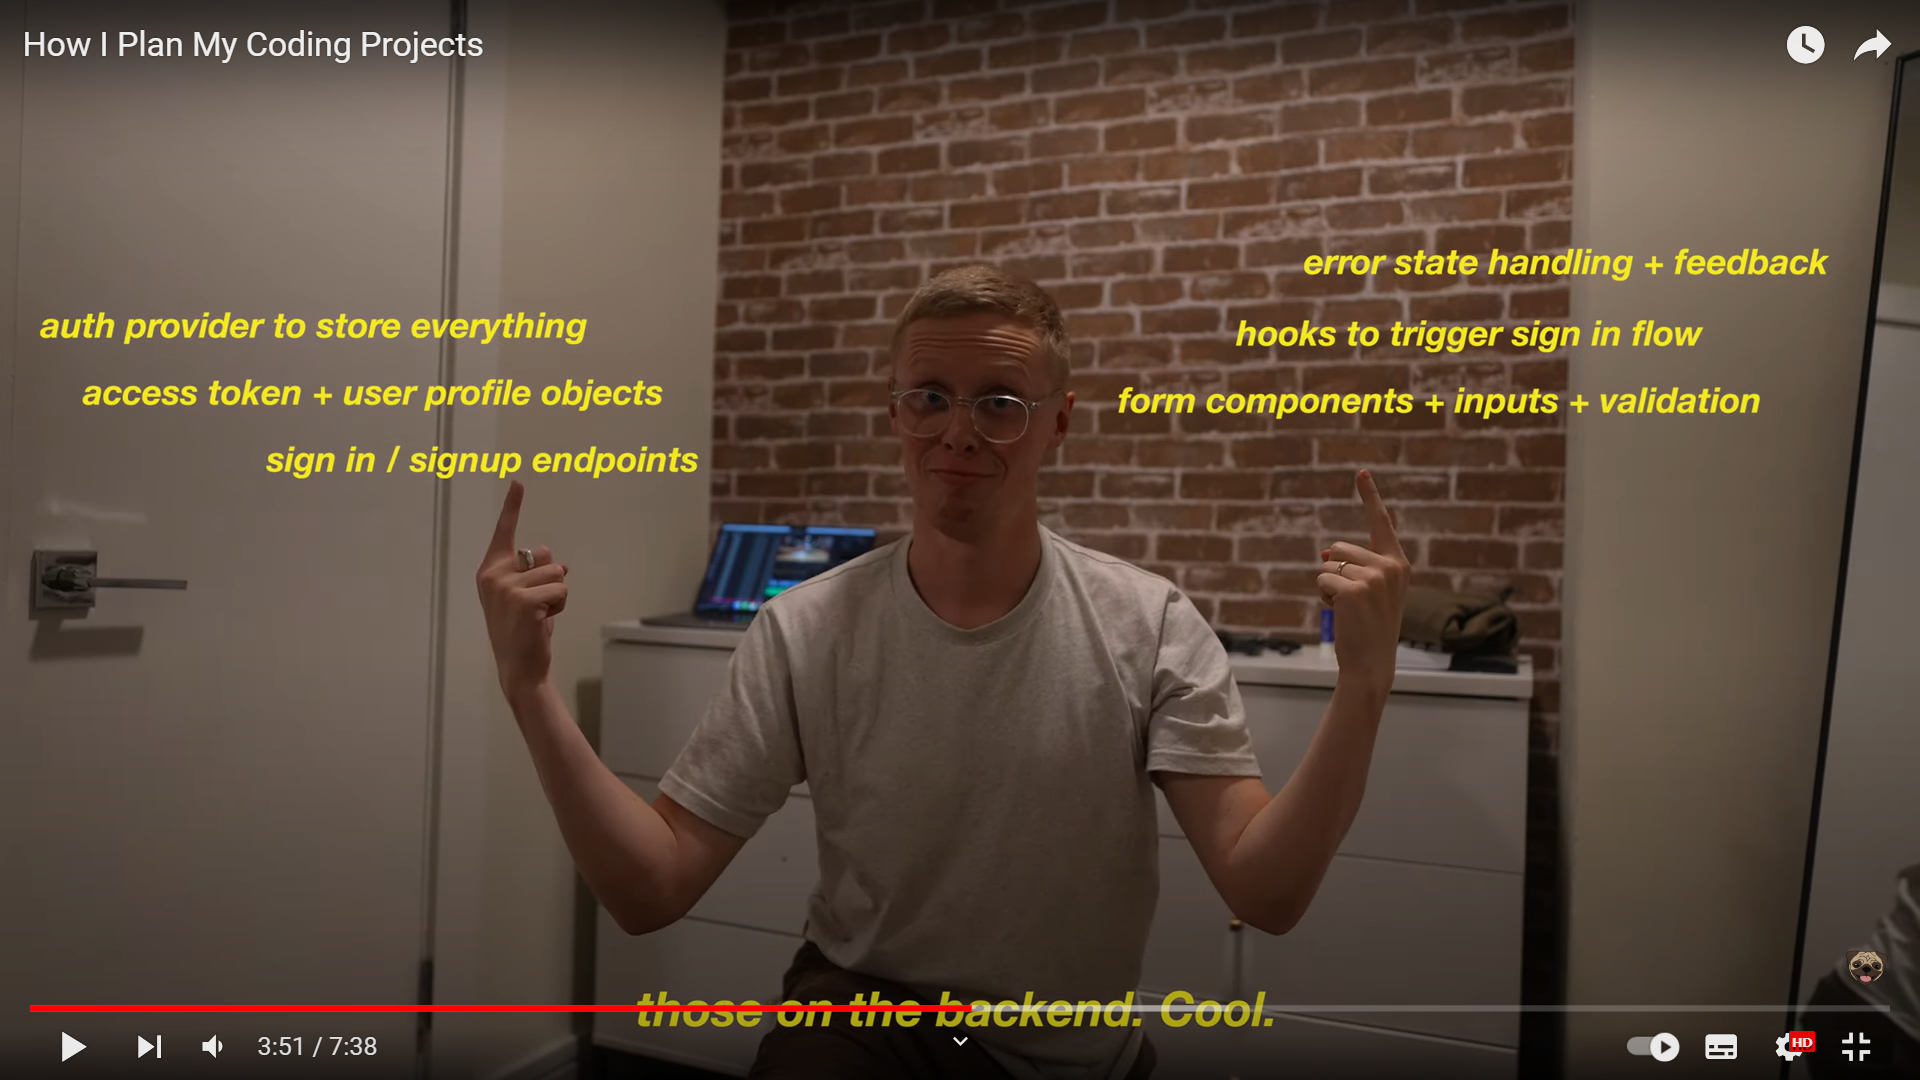 How I Plan My Coding Projects
error state handling + feedback
auth provider to store everything
hooks to trigger sign in flow
access token + user profile objects
form components + inputs + validation
sign in / signup endpoints
those on the backend. Cool.
3:51 / 7:38
HD